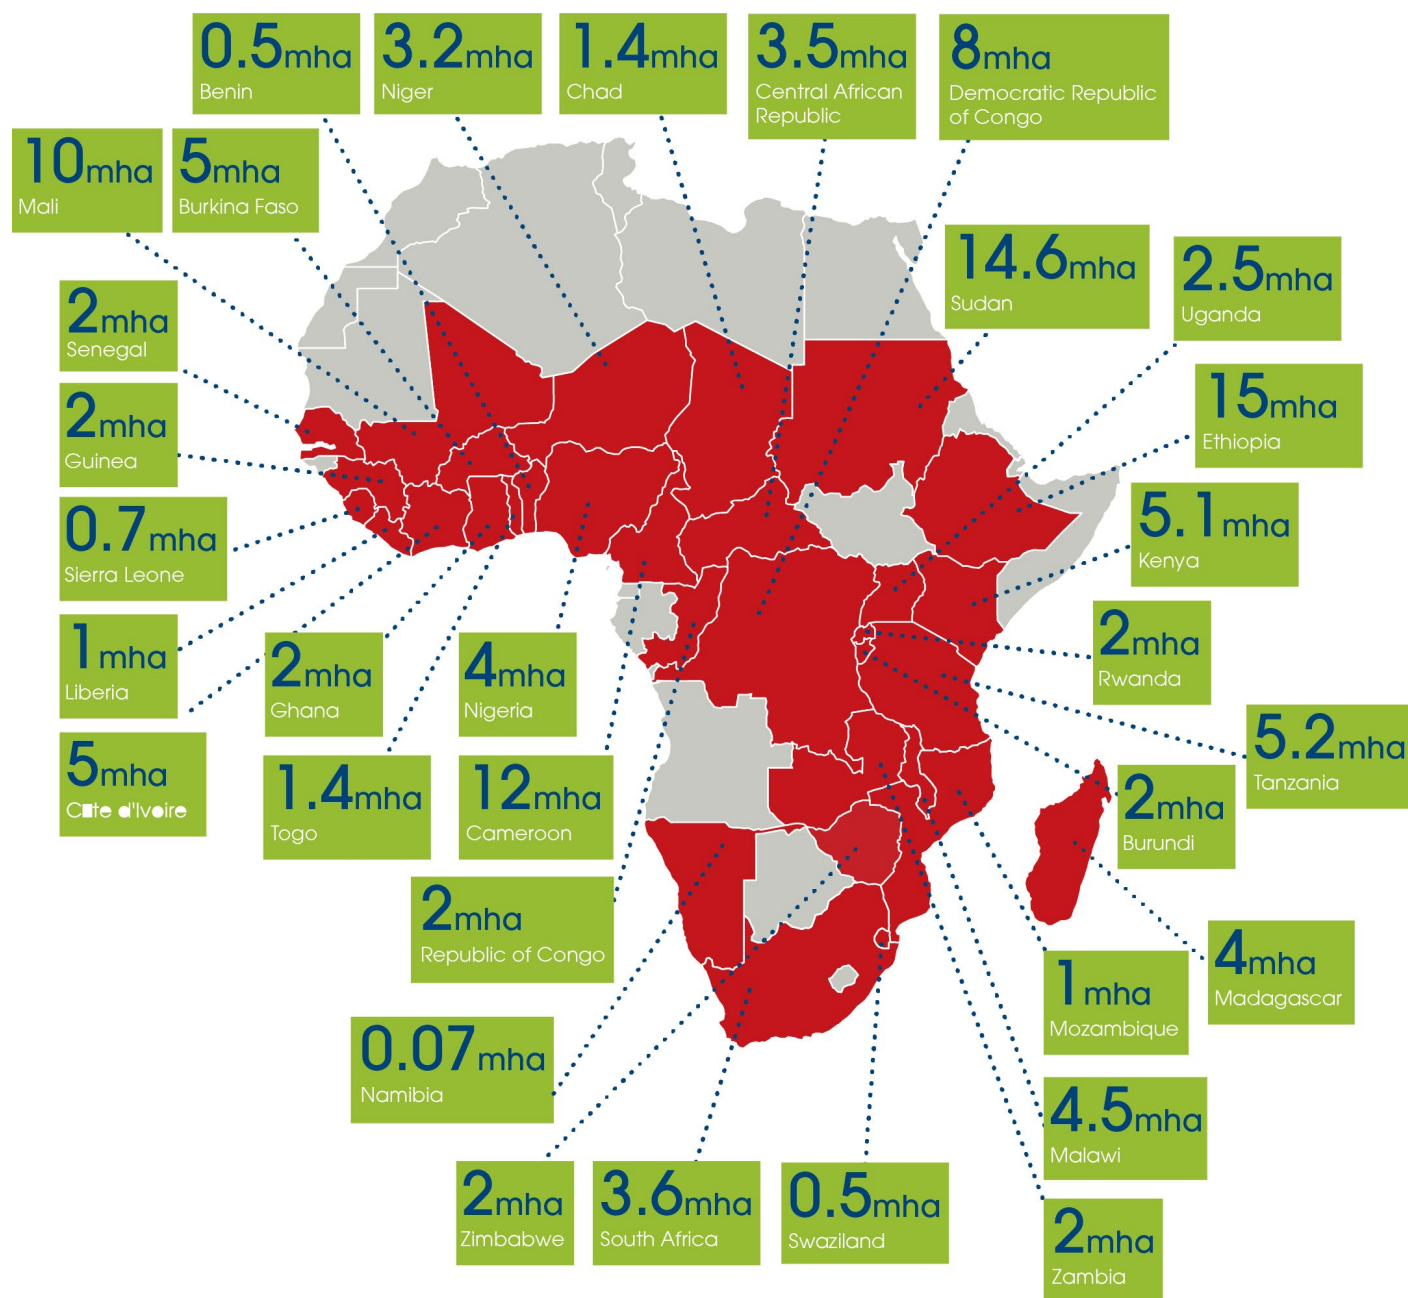 0.5mha
Benin
3.2mha
Niger
1.4mha
Chad
3.5mha
Central African
Republic
8mha
Democratic Republic
of Congo
10mha
Mali
5mha
Burkina Faso
14.6mha
Sudan
2.5mha
Uganda
2mha
Senegal
15mha
Ethiopia
2mha
Guinea
5.1mha
Kenya
0.7mha
Sierra Leone
2mha
Rwanda
1mha
Liberia
2mha
Ghana
4mha
Nigeria
5.2mha
Tanzania
5mha
d'Ivoire
1.4mha
Togo
12mha
Cameroon
2mha
Burundi
2mha
Republic of Congo
4mha
Madagascar
1mha
Mozambique
0.07mha
Namibia
4.5mha
Malawi
2mha
Zimbabwe
3.6mha
South Africa
0.5mha
Swaziland
2mha
Zambia